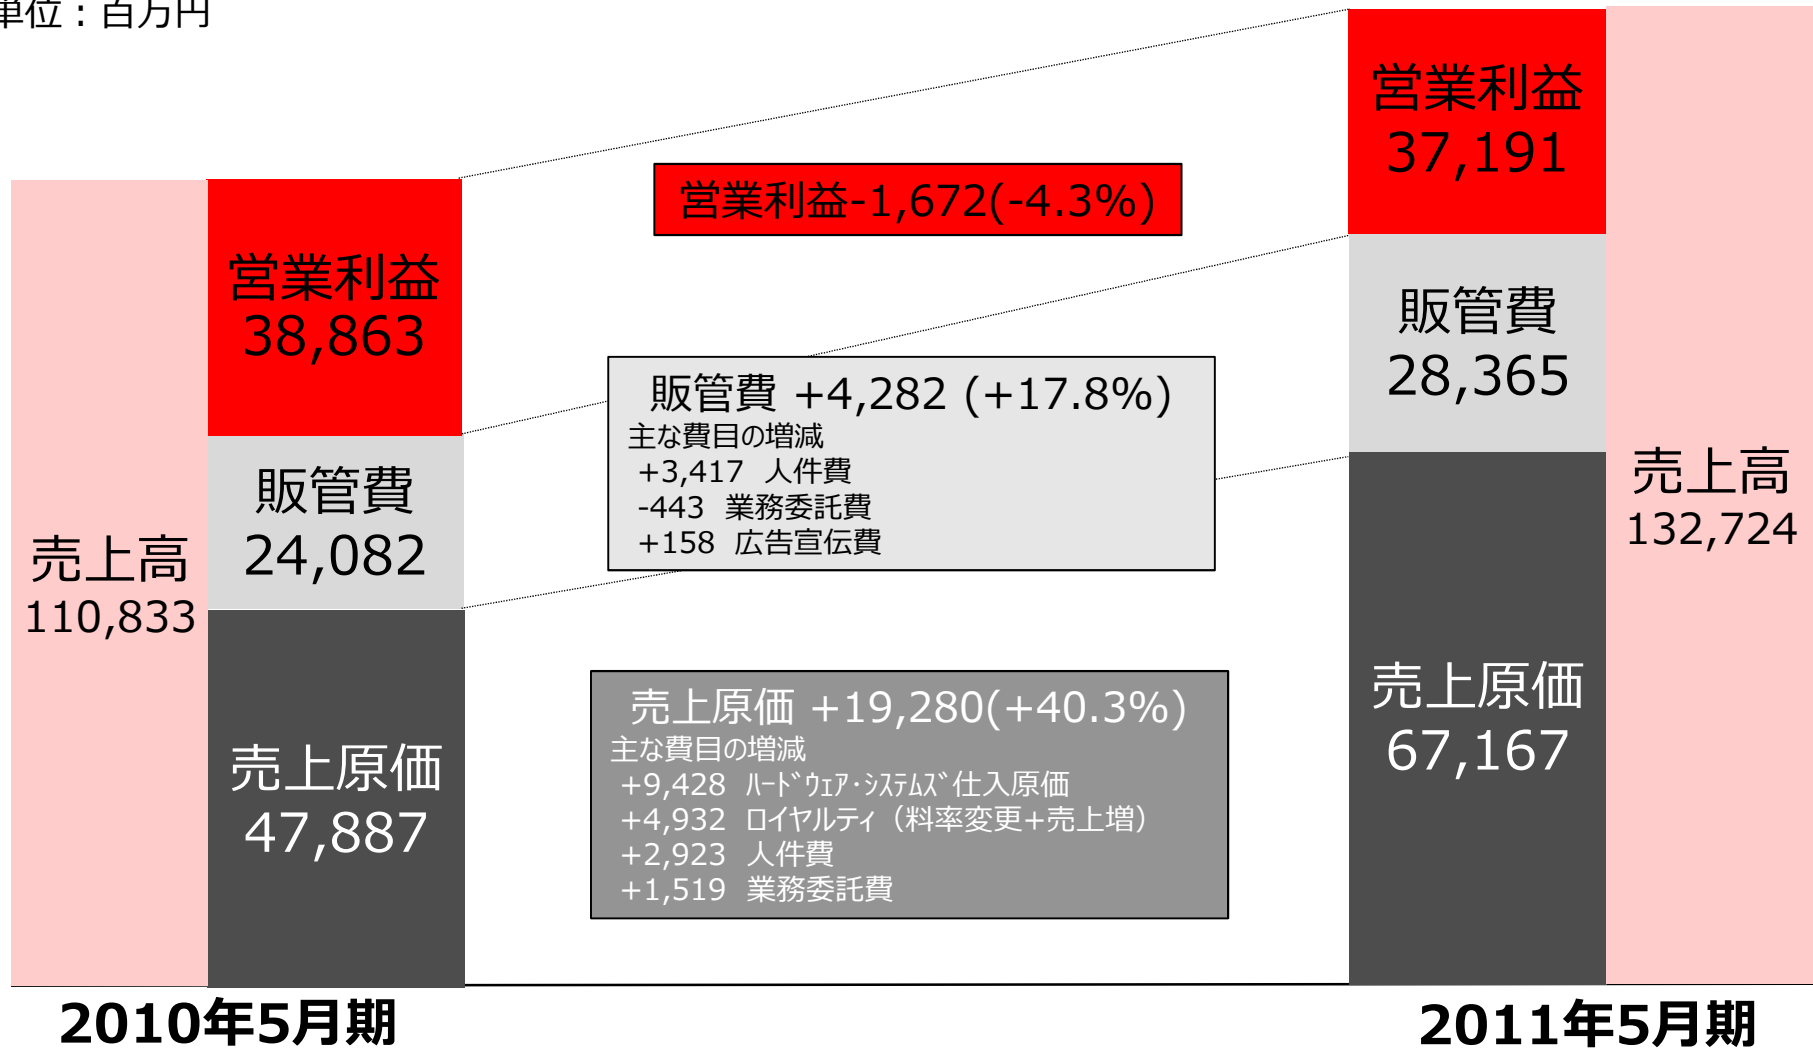 単位：百万円
営業利益
37,191
営業利益-1,672(-4.3%)
営業利益
38,863
販管費
28,365
販管費 +4,282 (+17.8%)
主な費目の増減
+3,417 人件費
-443 業務委託費
+158 広告宣伝費
販管費
24,082
売上高
132,724
売上高
110,833
売上原価
67,167
売上原価 +19,280(+40.3%)
主な費目の増減
+9,428 ﾊｰﾄﾞｳｪｱ･ｼｽﾃﾑｽﾞ仕入原価
+4,932 ロイヤルティ（料率変更+売上増）
+2,923 人件費
+1,519 業務委託費
売上原価
47,887
2010年5月期
2011年5月期